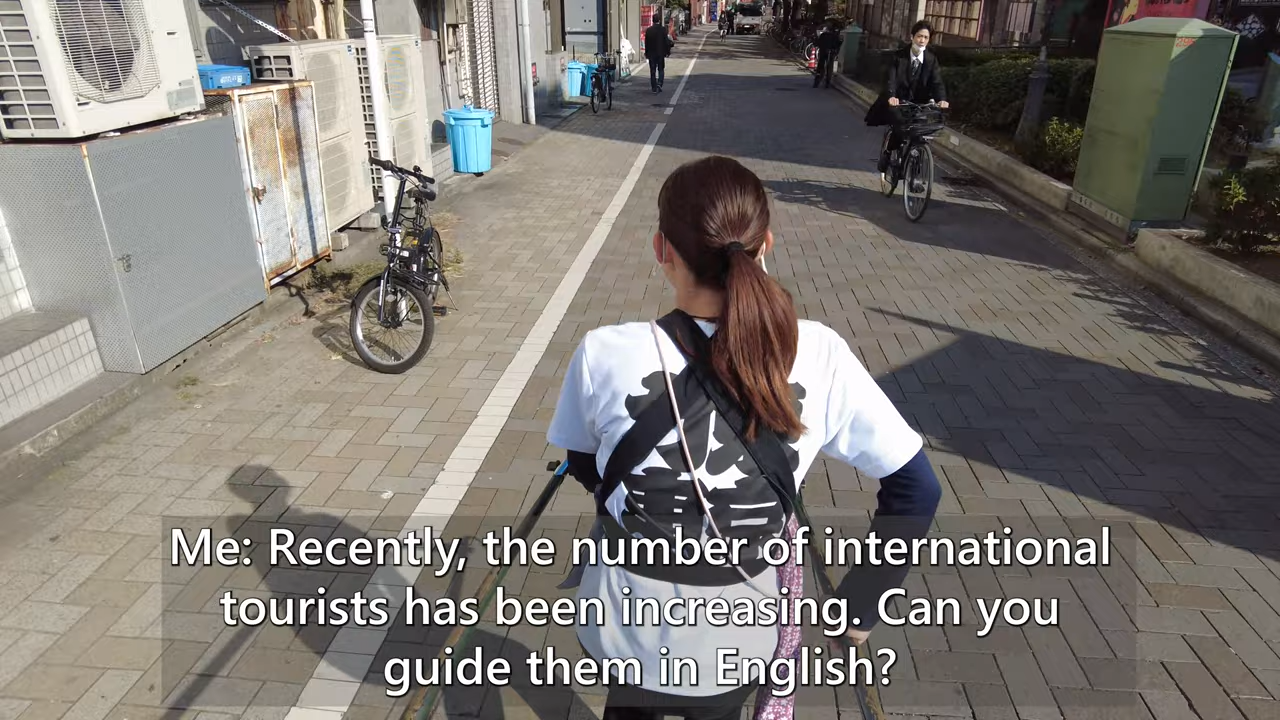 Me: Recently, the number of international
tourists has been increasing. Can you
guide them in English?